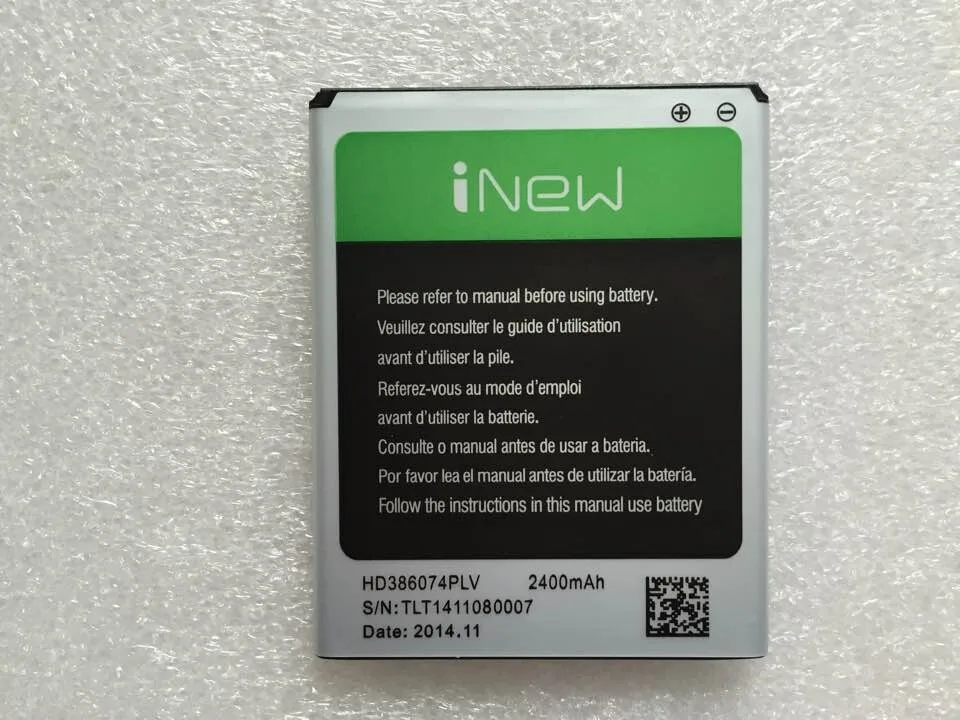 iNew
Please refer to manual before using battery.
Veuillez consulter le guide d'utilisation
avant d'utiliser la pile.
Referez-vous au mode d'emploi
avant d'utiliser la batterie.
Consulte o manual antes de usar a bateria.
Por favor lea el manual antes de utilizar la batería.
Follow the instructions in this manual use battery
HD386074PLV 2400mAh
S/N:TLT1411080007
Date: 2014.11